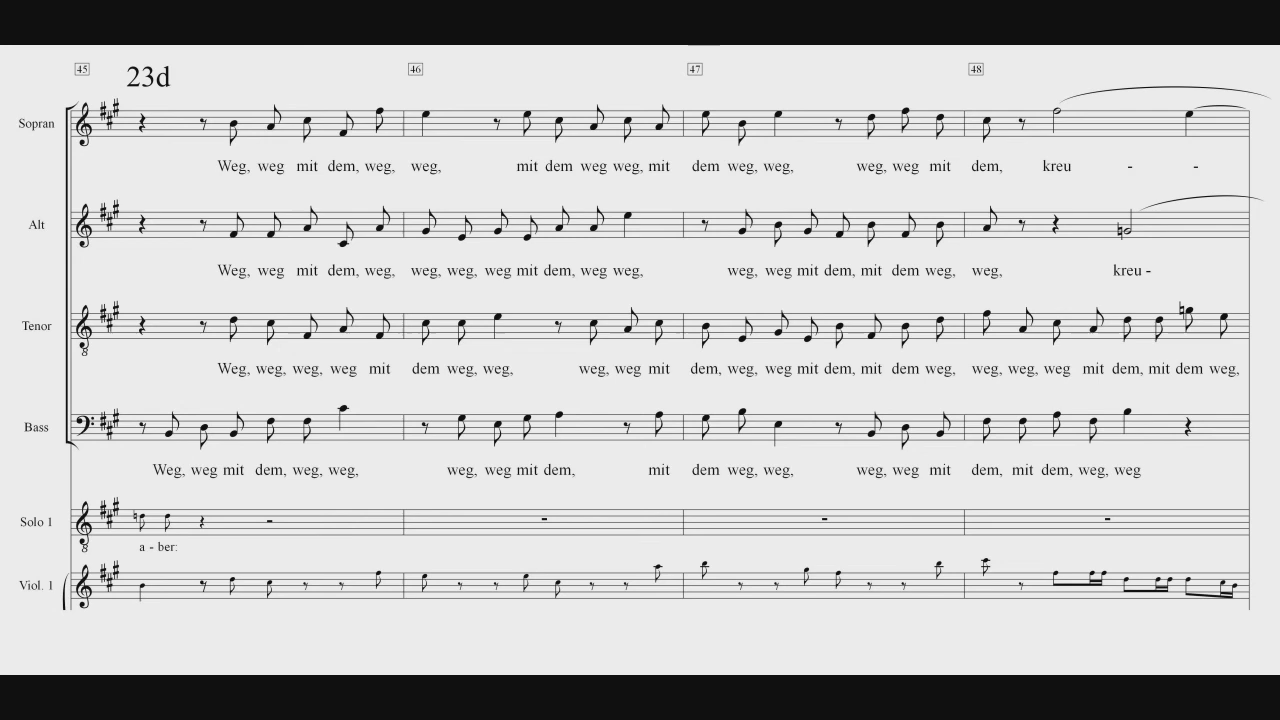 45 46 47 48
23d
Sopran
Weg, weg mit dem, weg, weg, mit dem weg weg, mit dem weg, weg, weg, weg mit dem, kreu - -
Alt
Weg, weg mit dem, weg, weg, weg, weg mit dem, weg weg, weg, weg mit dem, mit dem weg, weg, kreu -
Tenor
8
Weg, weg, weg, weg mit dem weg, weg, weg, weg mit dem, weg, weg mit dem, mit dem weg, weg, weg, weg mit dem, mit dem weg,
Bass
Weg, weg mit dem, weg, weg, weg, weg mit dem, mit dem weg, weg, weg, weg mit dem, mit dem, weg, weg
Solo 1
8
a - ber:
Viol. 1